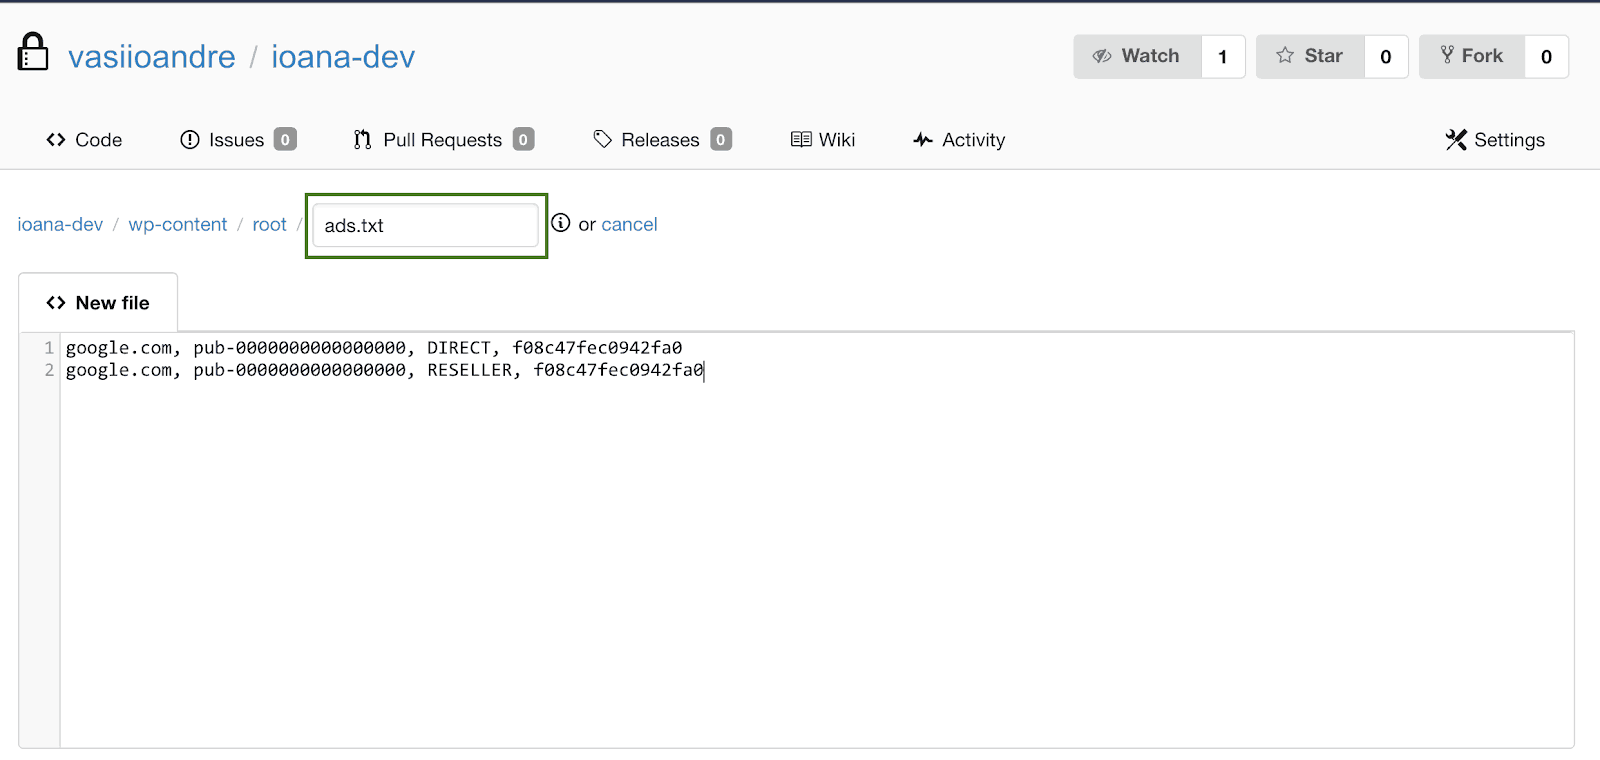 vasiioandre / ioana-dev
Watch 1 Star 0 Fork 0
Code Issues 0 Pull Requests 0 Releases 0 Wiki Activity Settings
ioana-dev / wp-content / root / ads.txt or cancel
New file
1 google.com, pub-0000000000000000, DIRECT, f08c47fec0942fa0
2 google.com, pub-0000000000000000, RESELLER, f08c47fec0942fa0